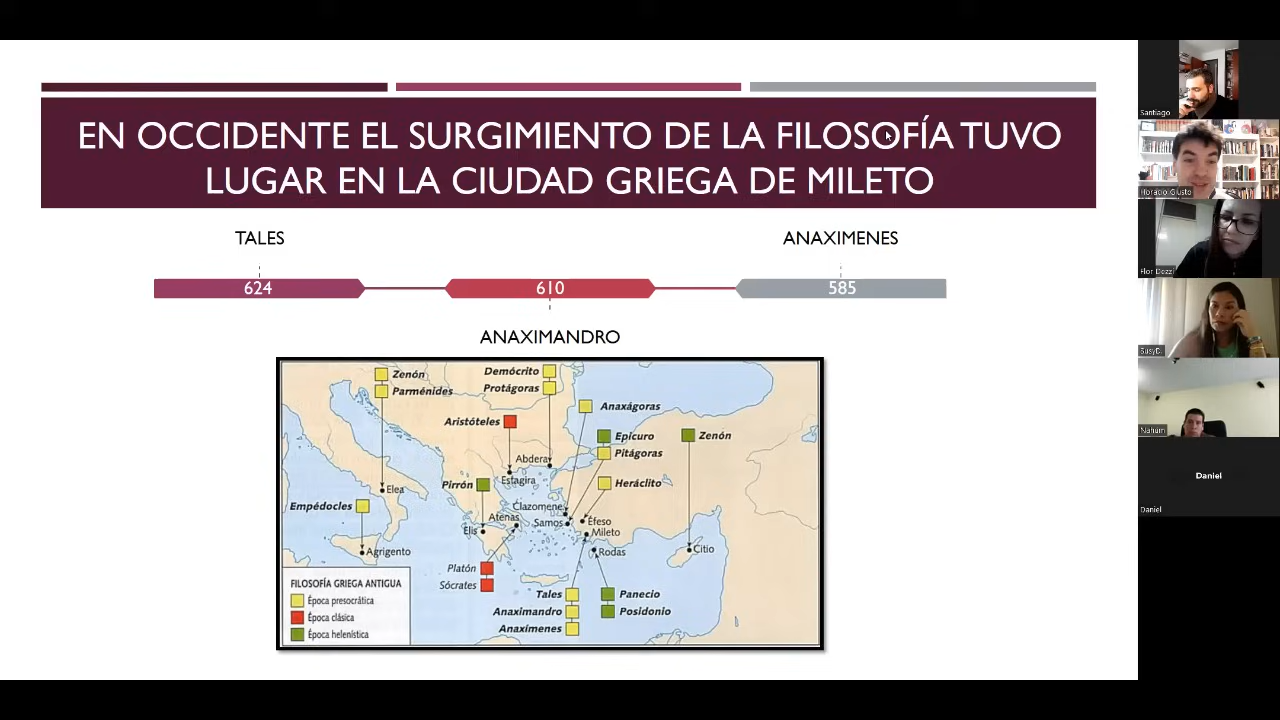 EN OCCIDENTE EL SURGIMIENTO DE LA FILOSOFÍA TUVO
LUGAR EN LA CIUDAD GRIEGA DE MILETO
TALES
ANAXIMENES
624
610
585
ANAXIMANDRO
Zenón
Parménides
Demócrito
Protágoras
Anaxágoras
Aristóteles
Epicuro
Pitágoras
Zenón
Abdera
Estagira
Pirrón
Heráclito
Elea
Empédocles
Clazomene
Atenas
Samos
Éfeso
Elis
Mileto
Agrigento
Rodas
Citio
Platón
Sócrates
FILOSOFÍA GRIEGA ANTIGUA
Época presocrática
Época clásica
Época helenística
Tales
Anaximandro
Anaxímenes
Panecio
Posidonio
Santiago
Horacio Giusto
Flor Dezzi
SusyD.
Nahum
Daniel
Daniel